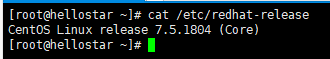 [root@hellostar ~]# cat /etc/redhat-release
CentOS Linux release 7.5.1804 (Core)
[root@hellostar ~]#